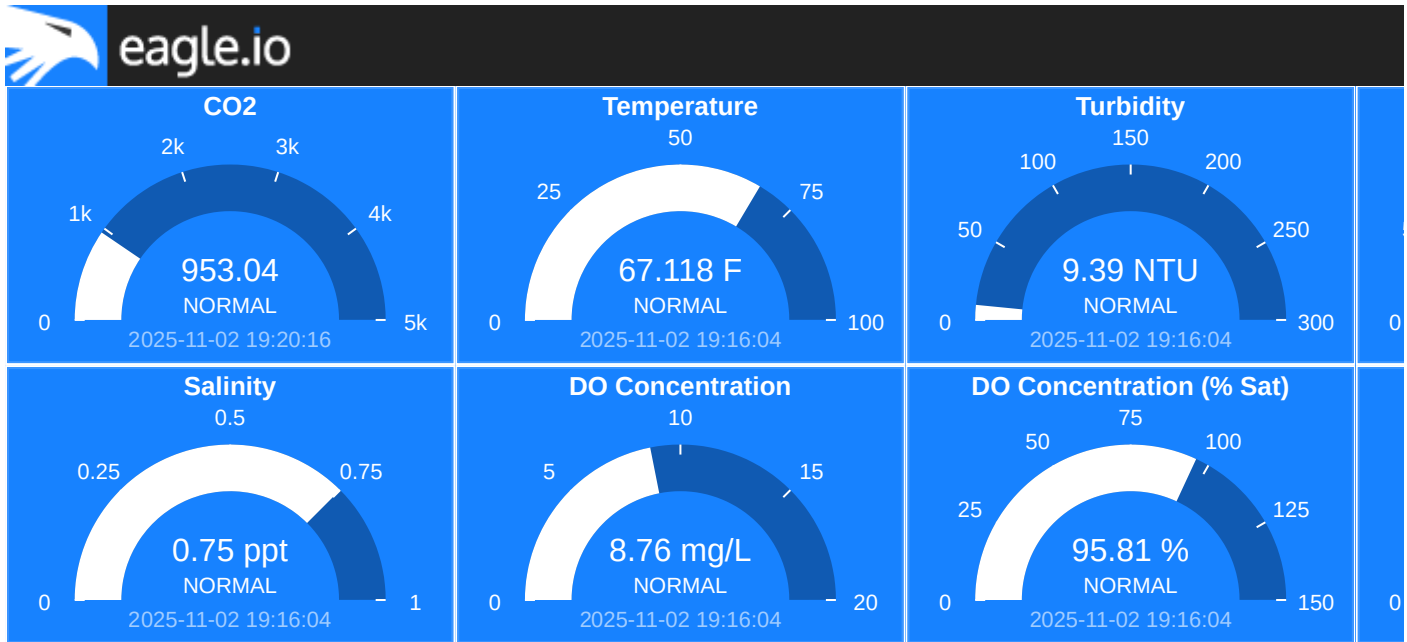 eagle.io
CO2
2k 3k
1k 4k
953.04
NORMAL
0 5k
2025-11-02 19:20:16
Temperature
50
25 75
67.118 F
NORMAL
0 100
2025-11-02 19:16:04
Turbidity
150
100 200
50 250
9.39 NTU
NORMAL
0 300
2025-11-02 19:16:04
0
Salinity
0.5
0.25 0.75
0.75 ppt
NORMAL
0 1
2025-11-02 19:16:04
DO Concentration
10
5 15
8.76 mg/L
NORMAL
0 20
2025-11-02 19:16:04
DO Concentration (% Sat)
75
50 100
25 125
95.81 %
NORMAL
0 150
2025-11-02 19:16:04
0